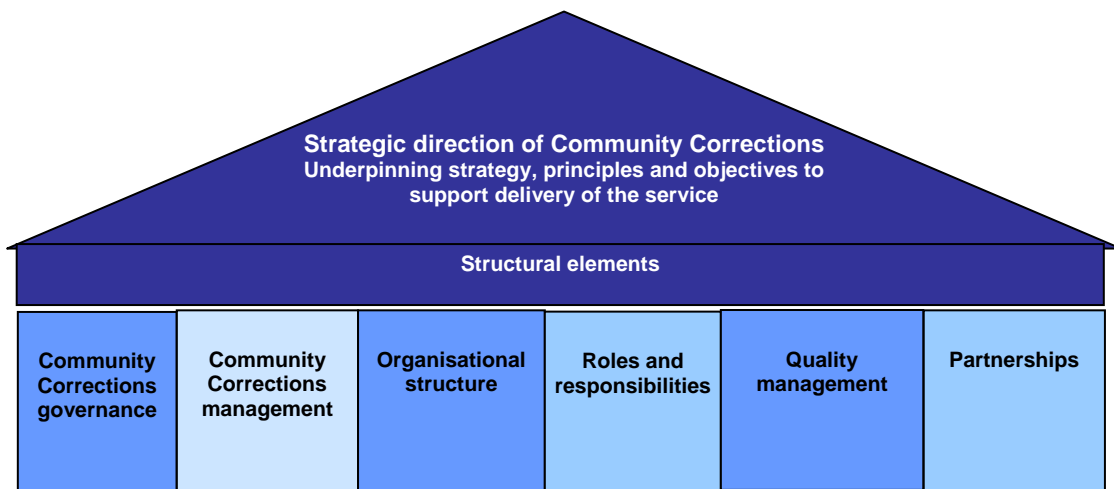 Strategic direction of Community Corrections
Underpinning strategy, principles and objectives to
support delivery of the service
Structural elements
Community
Corrections
governance
Community
Corrections
management
Organisational
structure
Roles and
responsibilities
Quality
management
Partnerships